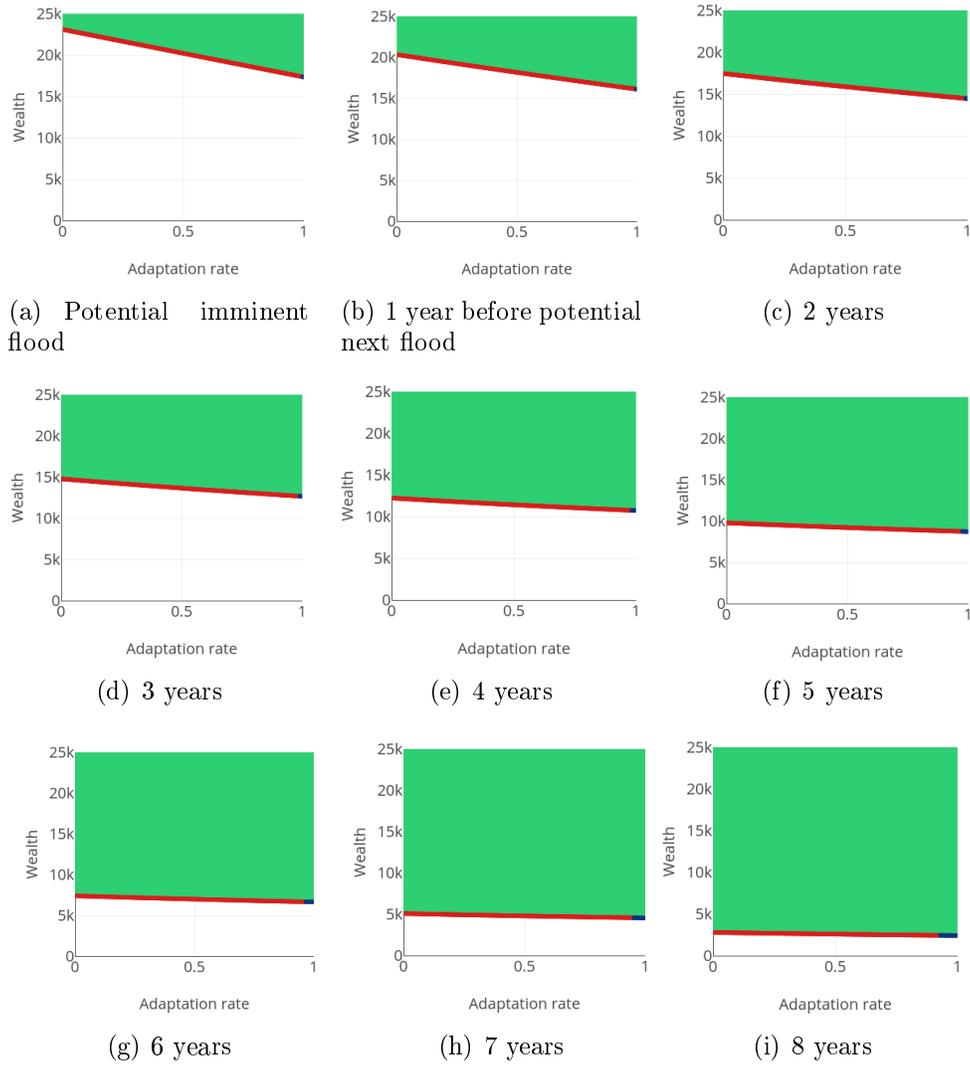 25k
20k
15k
10k
5k
0
Wealth
0 0.5 1
Adaptation rate
(a) Potential imminent
flood
25k
20k
15k
10k
5k
0
Wealth
0 0.5 1
Adaptation rate
(b) 1 year before potential
next flood
25k
20k
15k
10k
5k
0
Wealth
0 0.5 1
Adaptation rate
(c) 2 years
25k
20k
15k
10k
5k
0
Wealth
0 0.5 1
Adaptation rate
(d) 3 years
25k
20k
15k
10k
5k
0
Wealth
0 0.5 1
Adaptation rate
(e) 4 years
25k
20k
15k
10k
5k
0
Wealth
0 0.5 1
Adaptation rate
(f) 5 years
25k
20k
15k
10k
5k
0
Wealth
0 0.5 1
Adaptation rate
(g) 6 years
25k
20k
15k
10k
5k
0
Wealth
0 0.5 1
Adaptation rate
(h) 7 years
25k
20k
15k
10k
5k
0
Wealth
0 0.5 1
Adaptation rate
(i) 8 years